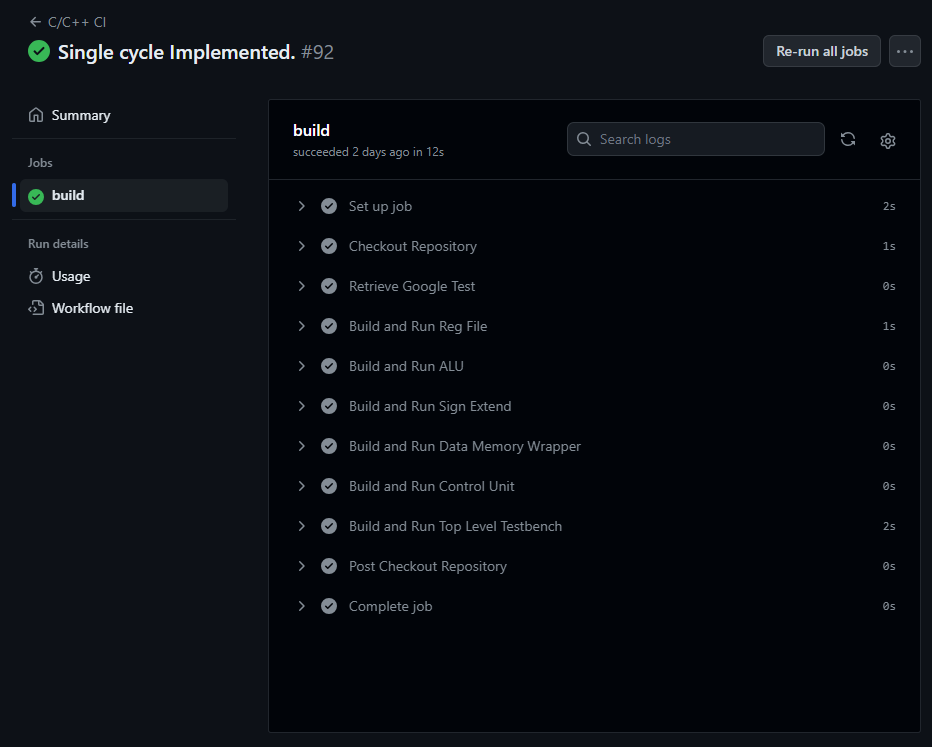 C/C++ CI
Single cycle Implemented. #92
Re-run all jobs
Summary
Jobs
build
Run details
Usage
Workflow file
build
succeeded 2 days ago in 12s
Search logs
Set up job 2s
Checkout Repository 1s
Retrieve Google Test 0s
Build and Run Reg File 1s
Build and Run ALU 0s
Build and Run Sign Extend 0s
Build and Run Data Memory Wrapper 0s
Build and Run Control Unit 0s
Build and Run Top Level Testbench 2s
Post Checkout Repository 0s
Complete job 0s